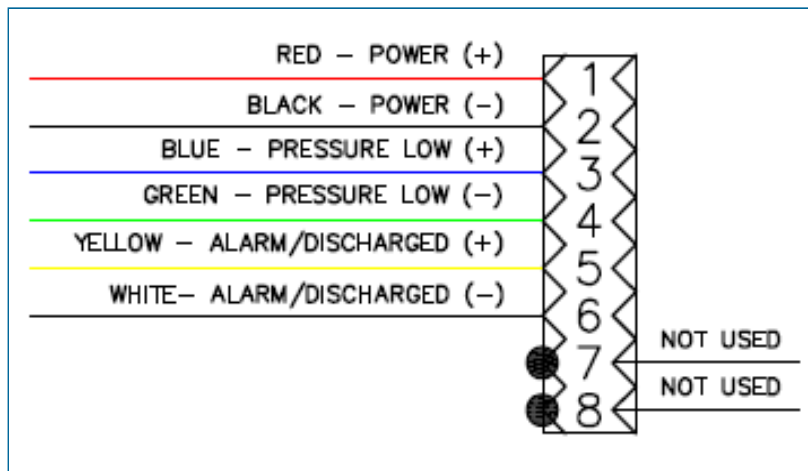 RED – POWER (+)
1
BLACK – POWER (–)
2
BLUE – PRESSURE LOW (+)
3
GREEN – PRESSURE LOW (–)
4
YELLOW – ALARM/DISCHARGED (+)
5
WHITE– ALARM/DISCHARGED (–)
6
NOT USED
7
NOT USED
8